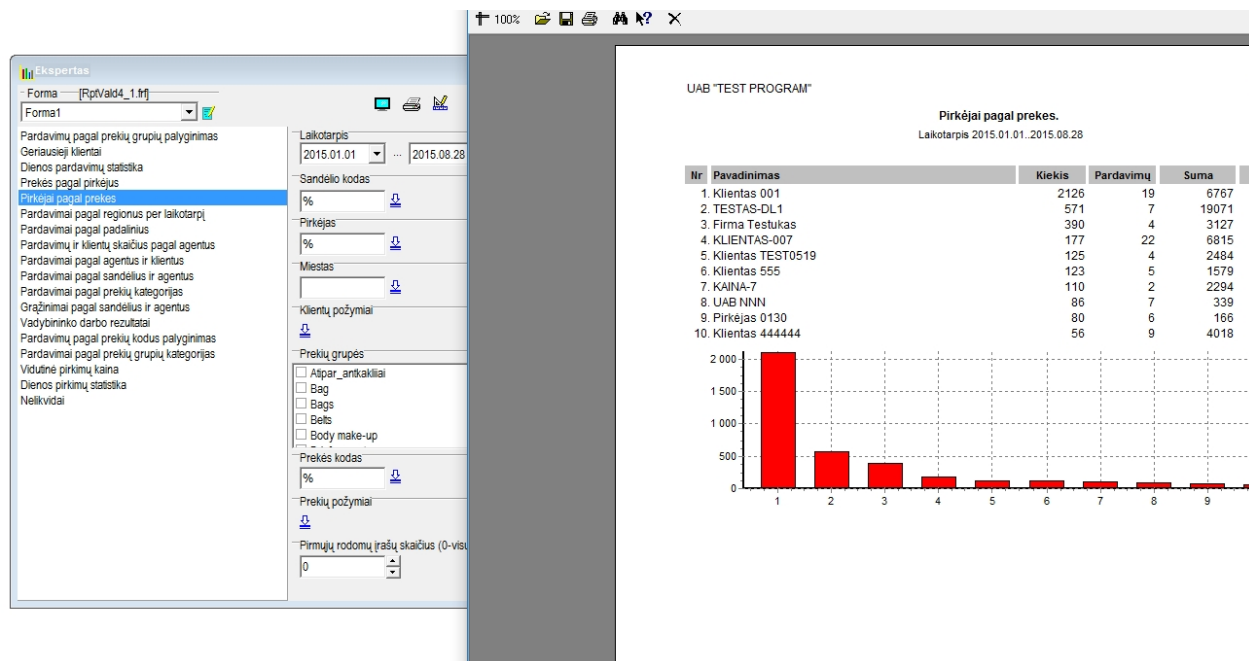 100%
Ekspertas
Forma [RptVald4_1.frf]
Forma1
Pardavimų pagal prekių grupių palyginimas
Geriausieji klientai
Dienos pardavimų statistika
Prekės pagal pirkėjus
Pirkėjai pagal prekes
Pardavimai pagal regionus per laikotarpį
Pardavimai pagal padalinius
Pardavimų ir klientų skaičius pagal agentus
Pardavimai pagal agentus ir klientus
Pardavimai pagal sandėlius ir agentus
Pardavimai pagal prekių kategorijas
Grąžinimai pagal sandėlius ir agentus
Vadybininko darbo rezultatai
Pardavimų pagal prekių kodus palyginimas
Pardavimai pagal prekių grupių kategorijas
Vidutinė pirkimų kaina
Dienos pirkimų statistika
Nelikvidai
Laikotarpis
2015.01.01 ... 2015.08.28
Sandėlio kodas
%
Pirkėjas
%
Miestas
Klientų požymiai
Prekių grupės
Atipar_antkakliiai
Bag
Bags
Belts
Body make-up
Prekės kodas
%
Prekių požymiai
Pirmųjų rodomų įrašų skaičius (0-visu
0
UAB "TEST PROGRAM"
Pirkėjai pagal prekes.
Laikotarpis 2015.01.01..2015.08.28
Nr Pavadinimas Kiekis Pardavimų Suma
1. Klientas 001 2126 19 6767
2. TESTAS-DL1 571 7 19071
3. Firma Testukas 390 4 3127
4. KLIENTAS-007 177 22 6815
5. Klientas TEST0519 125 4 2484
6. Klientas 555 123 5 1579
7. KAINA-7 110 2 2294
8. UAB NNN 86 7 339
9. Pirkėjas 0130 80 6 166
10. Klientas 444444 56 9 4018
2 000
1 500
1 000
500
0
1 2 3 4 5 6 7 8 9